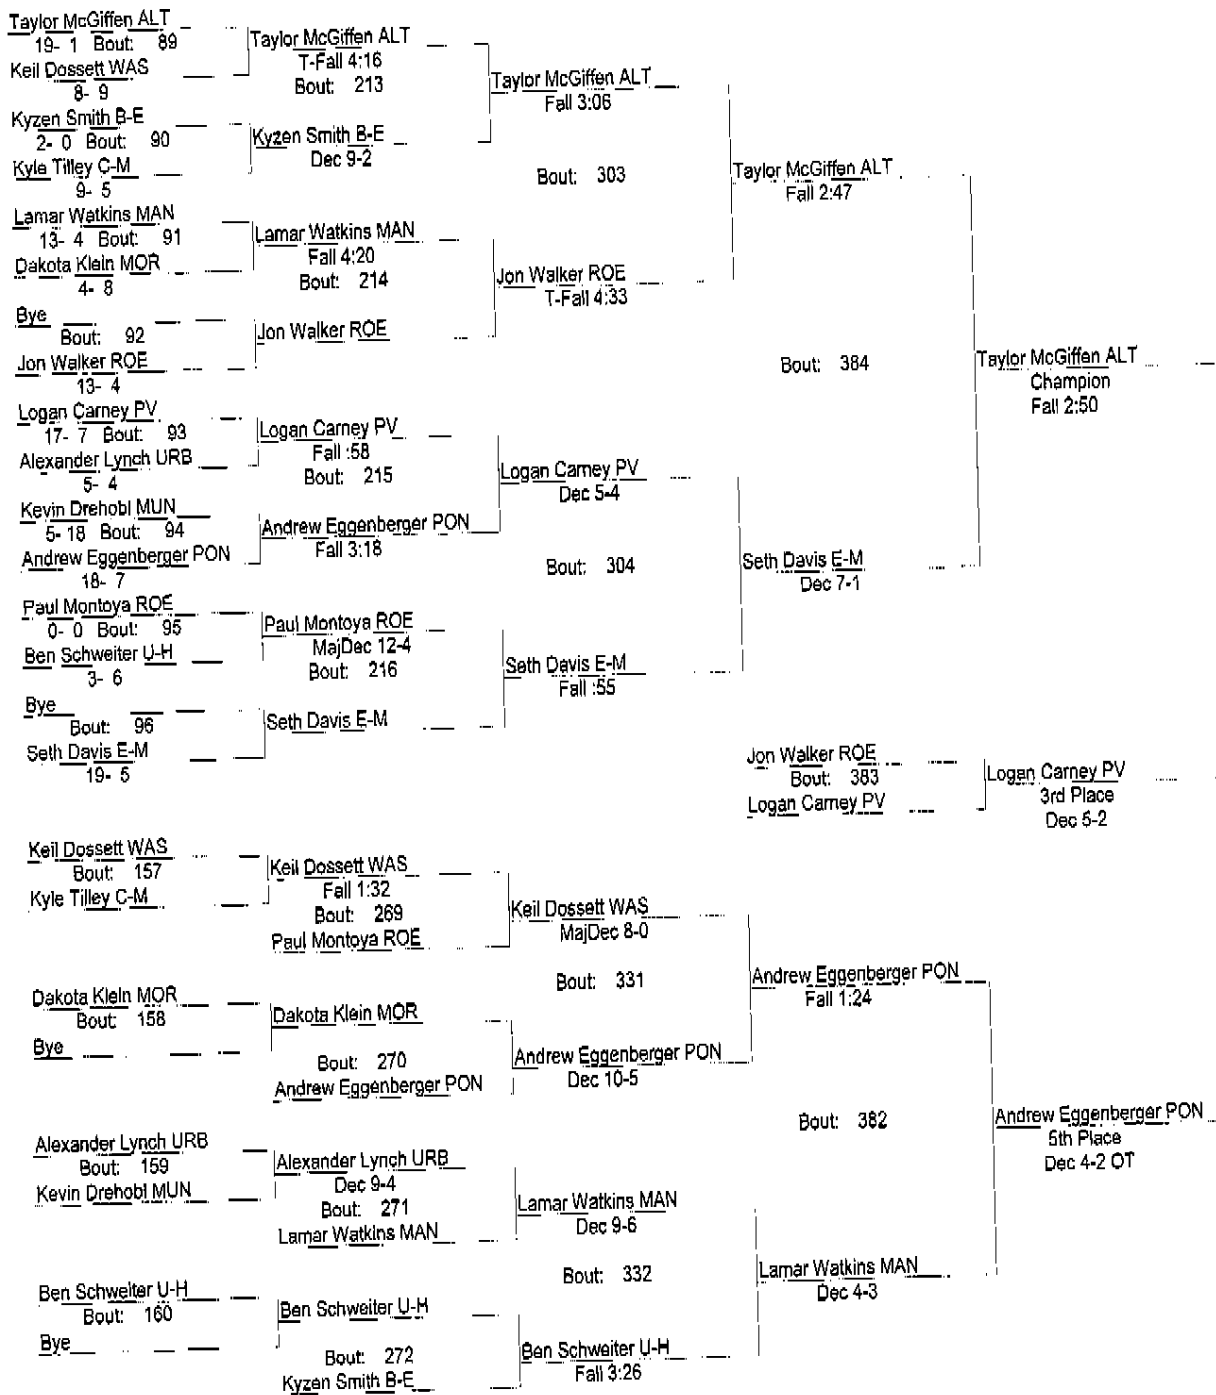 Taylor McGiffen ALT
19- 1 Bout: 89
Keil Dossett WAS
8- 9
Kyzen Smith B-E
2- 0 Bout: 90
Kyle Tilley C-M
9- 5
Lamar Watkins MAN
13- 4 Bout: 91
Dakota Klein MOR
4- 8
Bye
Bout: 92
Jon Walker ROE
13- 4
Logan Carney PV
17- 7 Bout: 93
Alexander Lynch URB
5- 4
Kevin Drehobl MUN
5- 18 Bout: 94
Andrew Eggenberger PON
18- 7
Paul Montoya ROE
0- 0 Bout: 95
Ben Schweiter U-H
3- 6
Bye
Bout: 96
Seth Davis E-M
19- 5
Taylor McGiffen ALT
T-Fall 4:16
Bout: 213
Kyzen Smith B-E
Dec 9-2
Lamar Watkins MAN
Fall 4:20
Bout: 214
Jon Walker ROE
Logan Carney PV
Fall :58
Bout: 215
Andrew Eggenberger PON
Fall 3:18
Paul Montoya ROE
MajDec 12-4
Bout: 216
Seth Davis E-M
Taylor McGiffen ALT
Fall 3:06
Bout: 303
Jon Walker ROE
T-Fall 4:33
Logan Carney PV
Dec 5-4
Bout: 304
Seth Davis E-M
Fall :55
Taylor McGiffen ALT
Fall 2:47
Bout: 384
Seth Davis E-M
Dec 7-1
Taylor McGiffen ALT
Champion
Fall 2:50
Jon Walker ROE
Bout: 383
Logan Carney PV
Logan Carney PV
3rd Place
Dec 5-2
Keil Dossett WAS
Bout: 157
Kyle Tilley C-M
Dakota Klein MOR
Bout: 158
Bye
Alexander Lynch URB
Bout: 159
Kevin Drehobl MUN
Ben Schweiter U-H
Bout: 160
Bye
Keil Dossett WAS
Fall 1:32
Bout: 269
Paul Montoya ROE
Dakota Klein MOR
Bout: 270
Andrew Eggenberger PON
Alexander Lynch URB
Dec 9-4
Bout: 271
Lamar Watkins MAN
Ben Schweiter U-H
Bout: 272
Kyzen Smith B-E
Keil Dossett WAS
MajDec 8-0
Bout: 331
Andrew Eggenberger PON
Dec 10-5
Lamar Watkins MAN
Dec 9-6
Bout: 332
Ben Schweiter U-H
Fall 3:26
Andrew Eggenberger PON
Fall 1:24
Bout: 382
Lamar Watkins MAN
Dec 4-3
Andrew Eggenberger PON
5th Place
Dec 4-2 OT